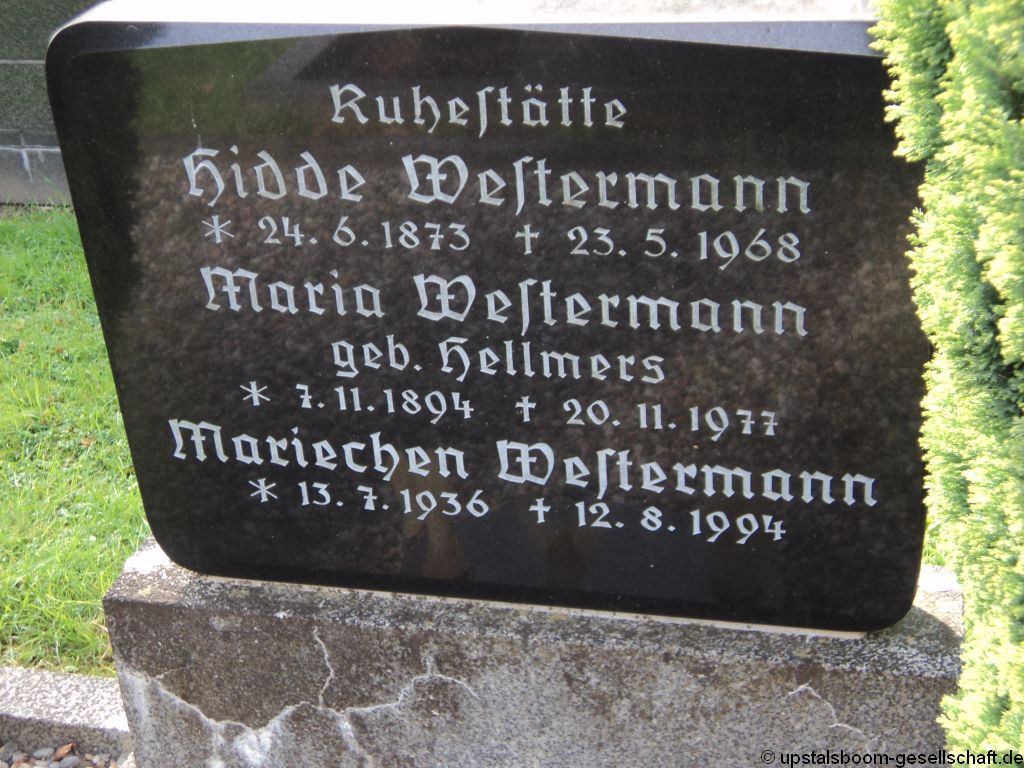 Ruheſtätte
Hidde Weſtermann
* 24. 6. 1873 † 23. 5. 1968
Maria Weſtermann
geb. Hellmers
* 7. 11. 1894 † 20. 11. 1977
Mariechen Weſtermann
* 13. 7. 1936 † 12. 8. 1994
© upstalsboom-gesellschaft.de